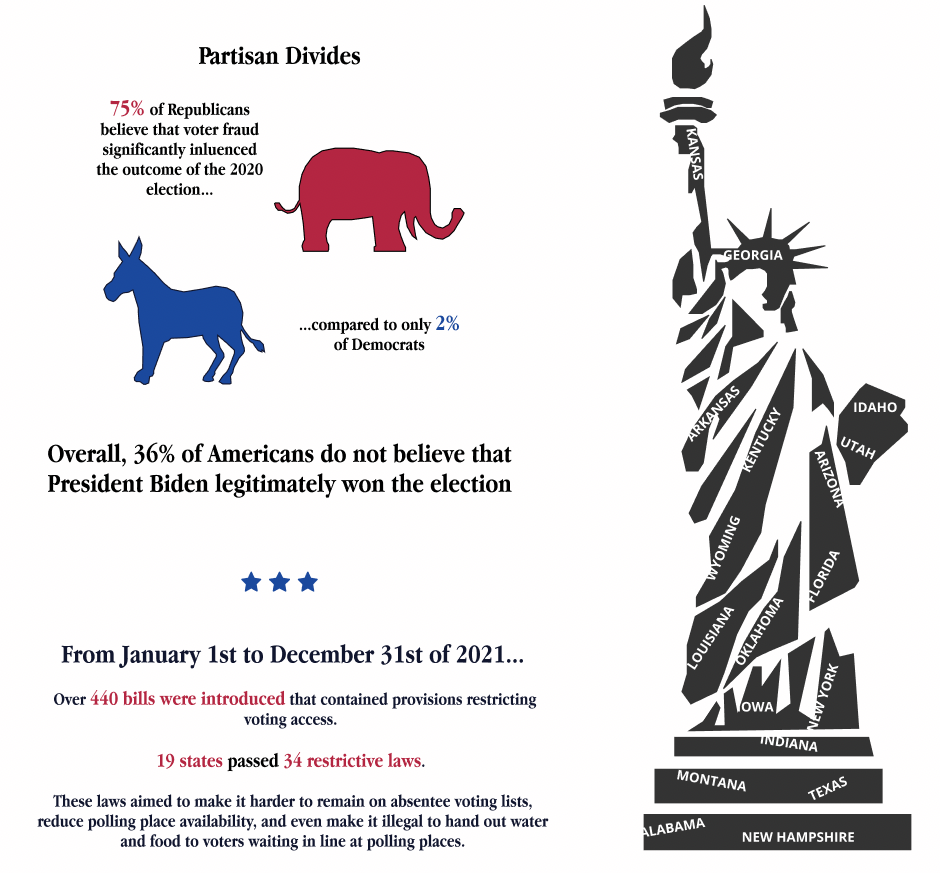 Partisan Divides
75% of Republicans
believe that voter fraud
significantly inluenced
the outcome of the 2020
election...
...compared to only 2%
of Democrats
Overall, 36% of Americans do not believe that
President Biden legitimately won the election
From January 1st to December 31st of 2021...
Over 440 bills were introduced that contained provisions restricting
voting access.
19 states passed 34 restrictive laws.
These laws aimed to make it harder to remain on absentee voting lists,
reduce polling place availability, and even make it illegal to hand out water
and food to voters waiting in line at polling places.
KANSAS
GEORGIA
IDAHO
UTAH
ARKANSAS
KENTUCKY
ARIZONA
WYOMING
FLORIDA
LOUISIANA
OKLAHOMA
IOWA
NEW YORK
INDIANA
MONTANA
TEXAS
ALABAMA
NEW HAMPSHIRE